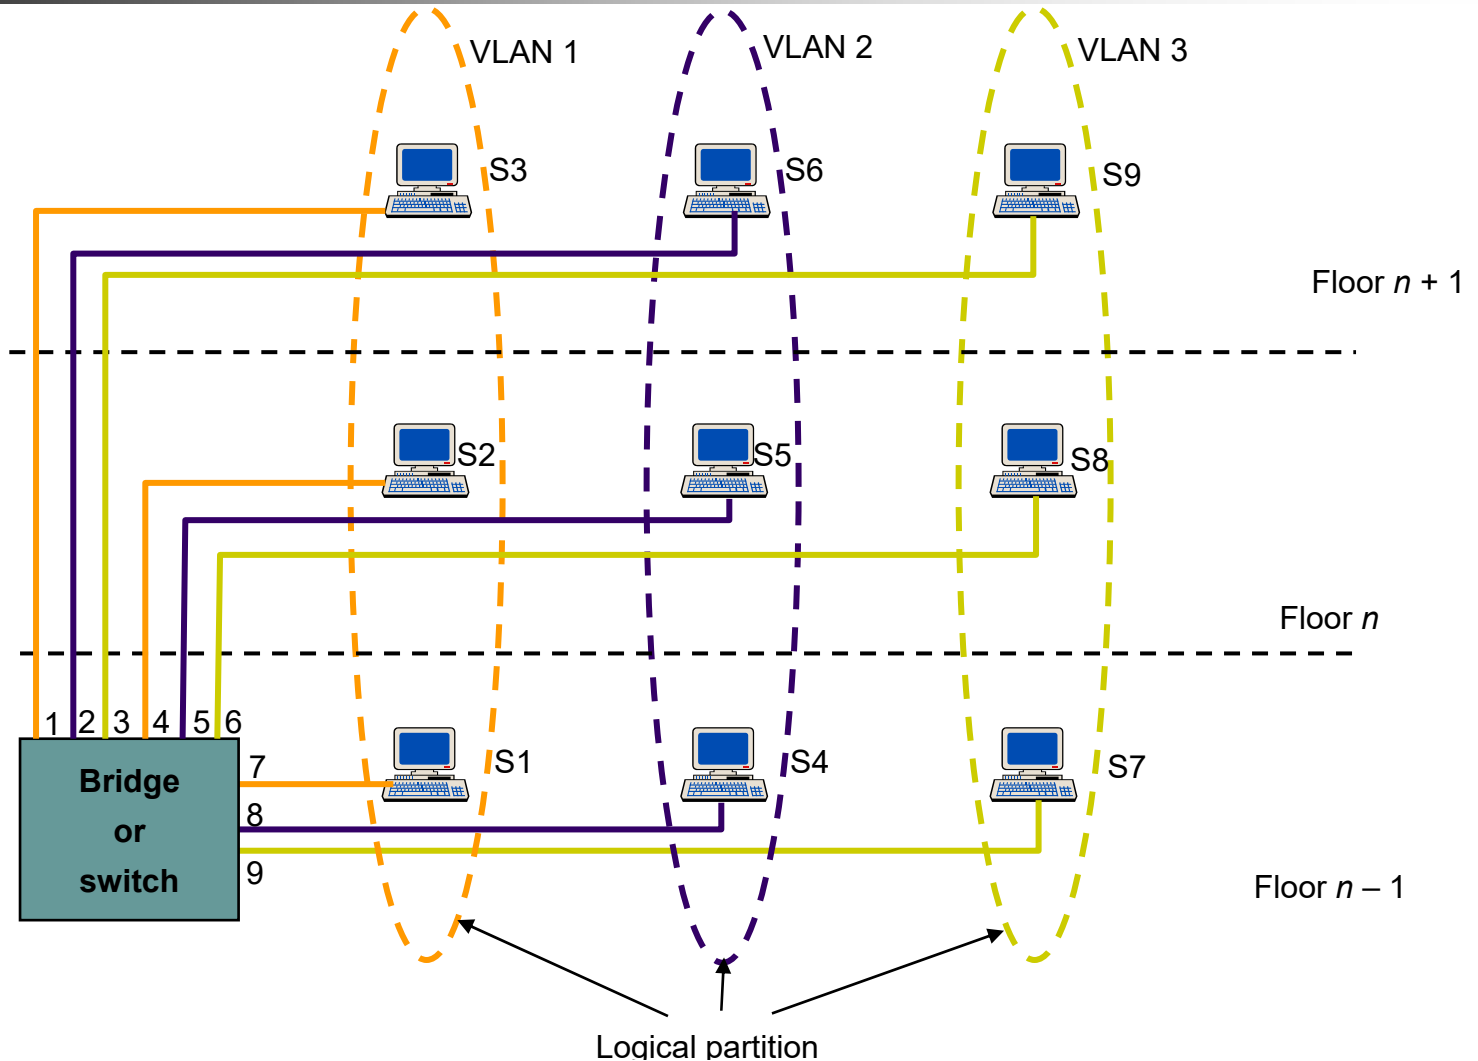 VLAN 1
VLAN 2
VLAN 3
S3
S6
S9
Floor n + 1
S2
S5
S8
Floor n
1
2
3
4
5
6
7
8
9
Bridge
or
switch
S1
S4
S7
Floor n – 1
Logical partition